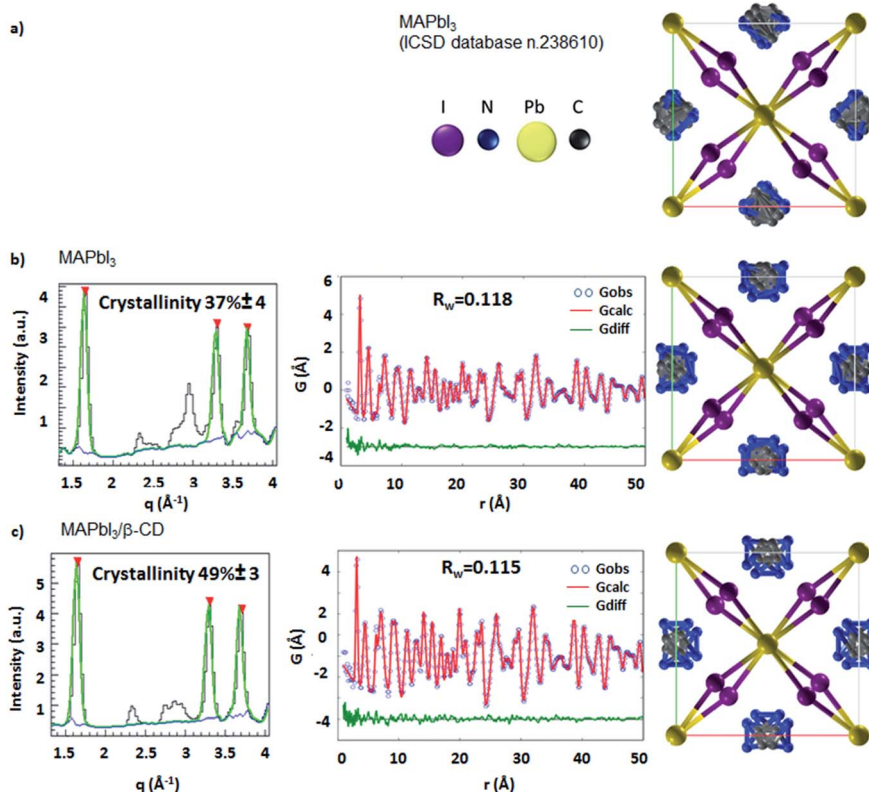 a)
MAPbI₃
(ICSD database n.238610)
I N Pb C
b) MAPbI₃
Crystallinity 37%±4
Intensity (a.u.)
4
3
2
1
1.5 2 2.5 3 3.5 4
q (Å⁻¹)
Rw=0.118
Gobs
Gcalc
Gdiff
G (Å)
6
4
2
0
-2
-4
0 10 20 30 40 50
r (Å)
c) MAPbI₃/β-CD
Crystallinity 49%±3
Intensity (a.u.)
5
4
3
2
1
1.5 2 2.5 3 3.5 4
q (Å⁻¹)
Rw=0.115
Gobs
Gcalc
Gdiff
G (Å)
4
2
0
-2
-4
0 10 20 30 40 50
r (Å)